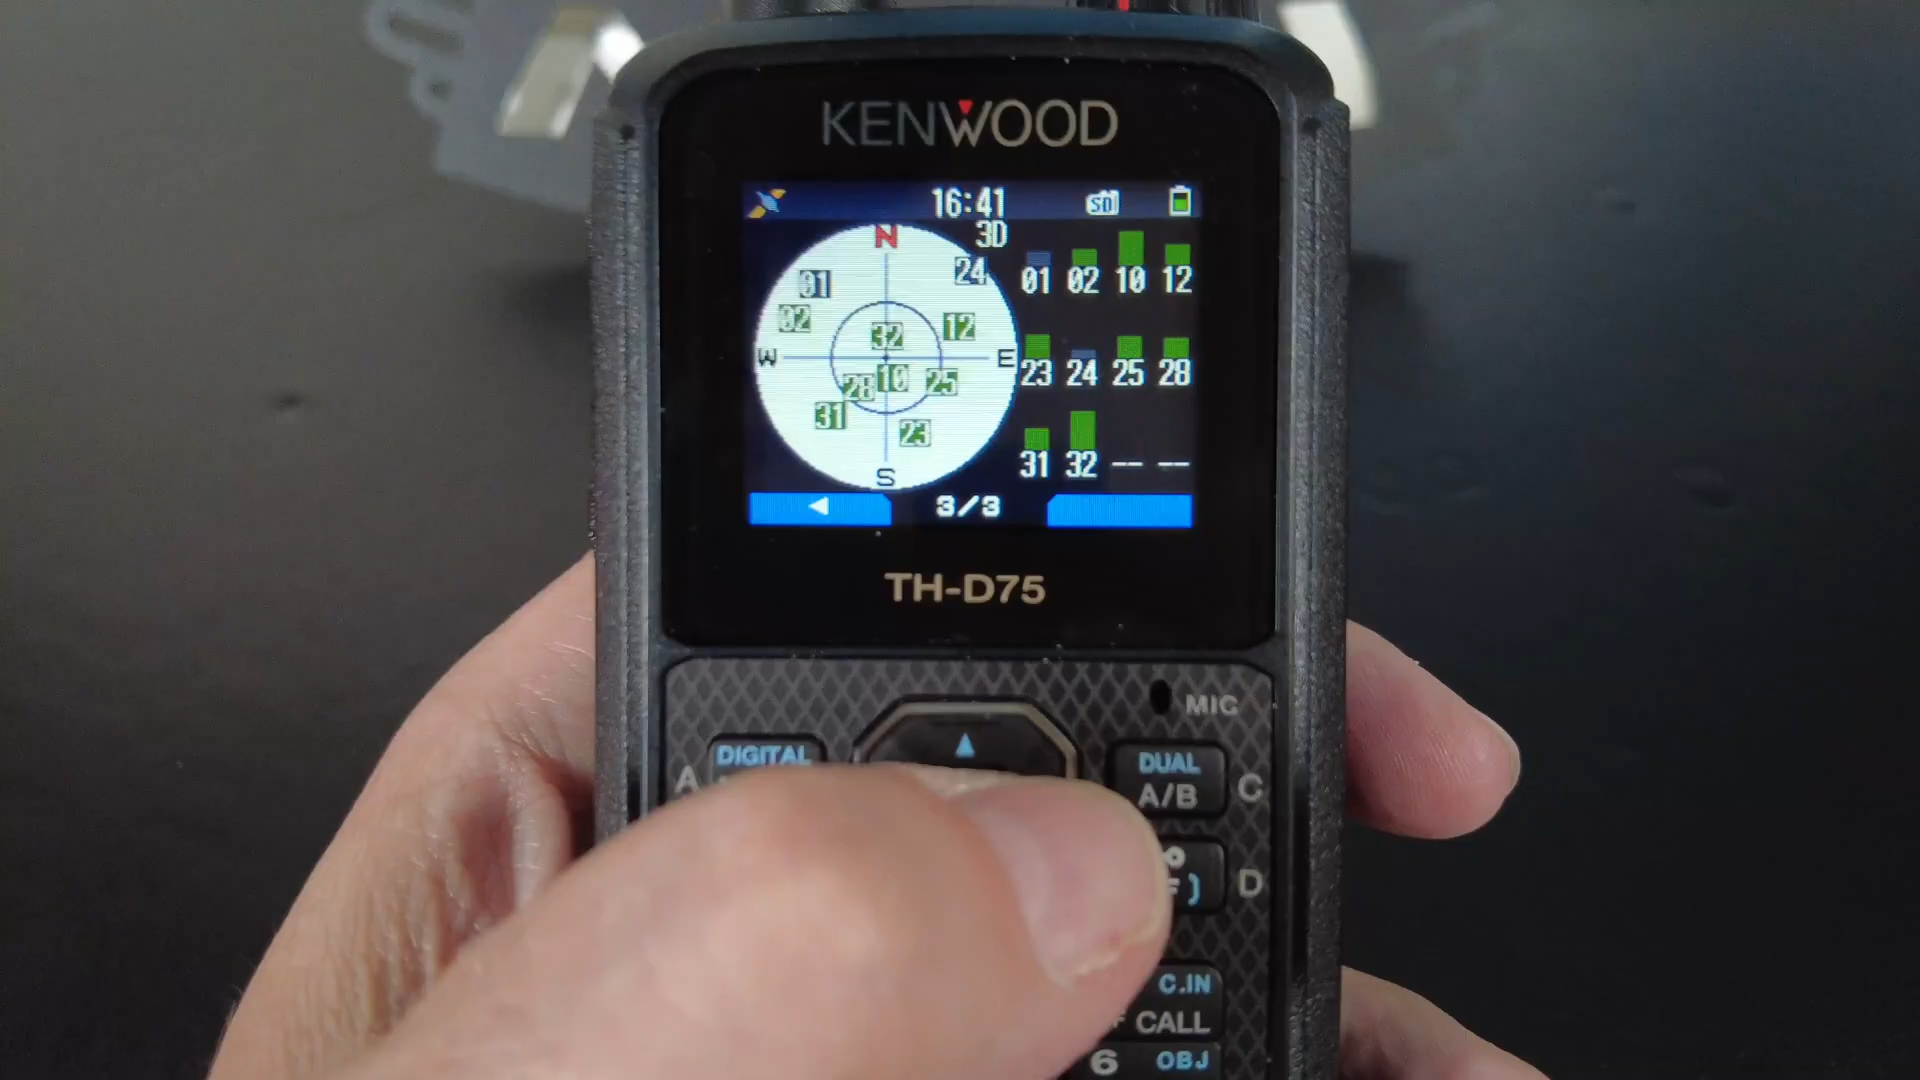 KENWOOD
16:41 SD
3D
N
01 24
02
32 12
W E
28 10 25
31
23
S
01 02 10 12
23 24 25 28
31 32 -- --
◀ 3/3
TH-D75
MIC
▲
DIGITAL
A
DUAL
A/B C
D
C.IN
CALL
6 OBJ